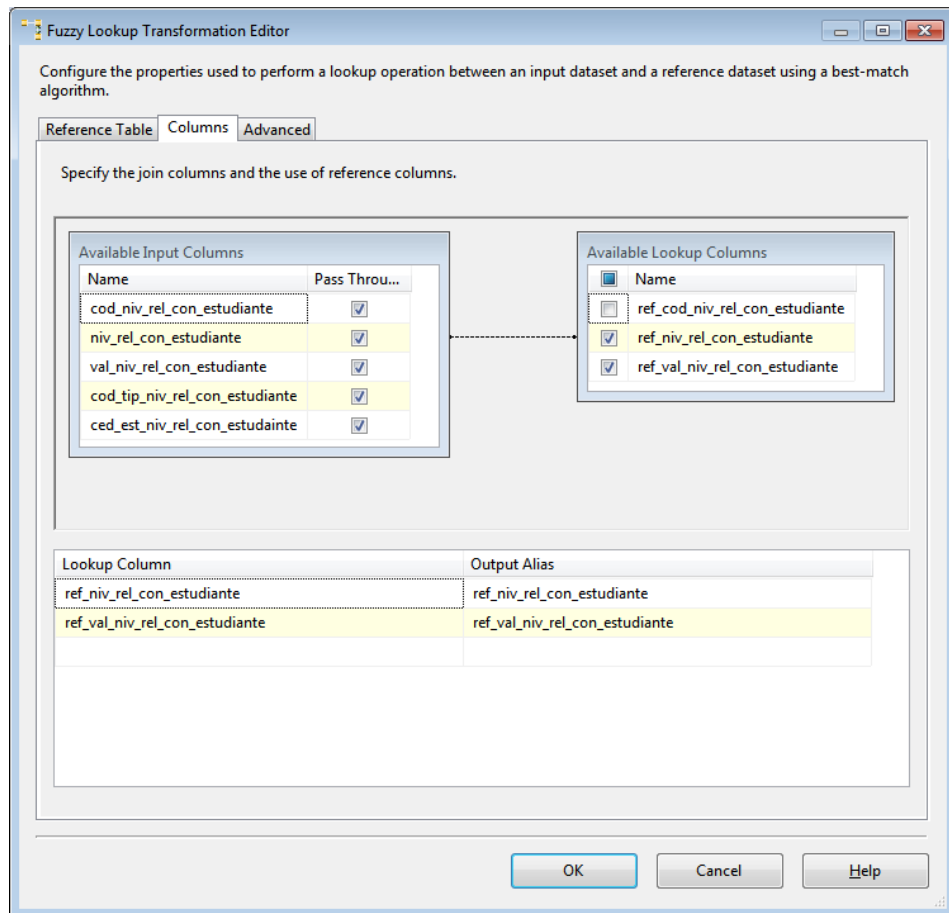 Fuzzy Lookup Transformation Editor
Configure the properties used to perform a lookup operation between an input dataset and a reference dataset using a best-match
algorithm.
Reference Table Columns Advanced
Specify the join columns and the use of reference columns.
Available Input Columns
Name Pass Throu...
cod_niv_rel_con_estudiante
niv_rel_con_estudiante
val_niv_rel_con_estudiante
cod_tip_niv_rel_con_estudiante
ced_est_niv_rel_con_estudainte
Available Lookup Columns
Name
ref_cod_niv_rel_con_estudiante
ref_niv_rel_con_estudiante
ref_val_niv_rel_con_estudiante
Lookup Column Output Alias
ref_niv_rel_con_estudiante ref_niv_rel_con_estudiante
ref_val_niv_rel_con_estudiante ref_val_niv_rel_con_estudiante
OK Cancel Help